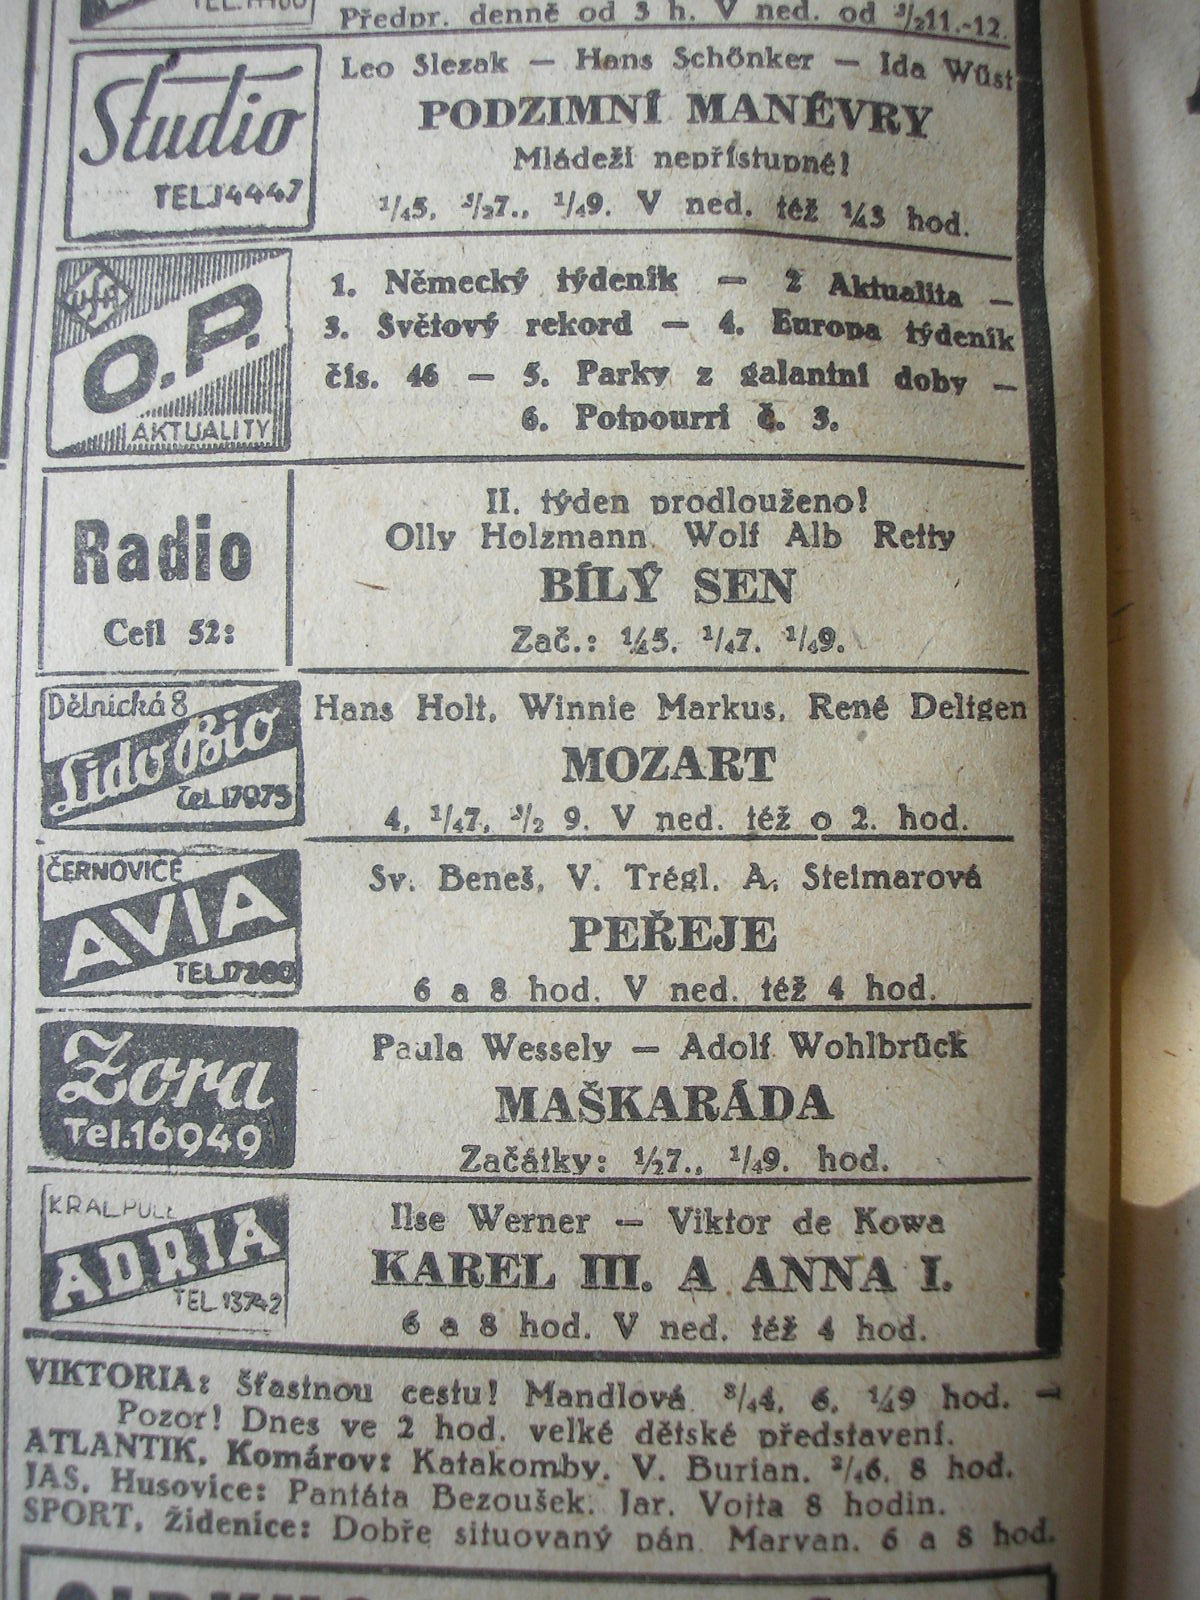 Předpr. denně od 3 h. V ned. od ½11.-12.
Studio
TEL.14447
Leo Slezak — Hans Schönker — Ida Wüst
PODZIMNÍ MANÉVRY
Mládeži nepřístupné!
¼5, ½7., ¼9. V ned. též ¼3 hod.
Ufa
O.P.
AKTUALITY
1. Německý týdeník — 2 Aktualita —
3. Světový rekord — 4. Europa týdeník
čís. 46 — 5. Parky z galantní doby —
6. Potpourri č. 3.
Radio
Cejl 52:
II. týden prodlouženo!
Olly Holzmann, Wolf Alb Retty
BÍLÝ SEN
Zač.: ½5, ¼7, ¼9.
Dělnická 8
Lido Bio
Tel.17975
Hans Holt, Winnie Markus, René Deltgen
MOZART
4, ¼7, ½ 9. V ned. též o 2. hod.
ČERNOVICE
AVIA
TEL.17280
Sv. Beneš, V. Trégl, A. Steimarová
PEŘEJE
6 a 8 hod. V ned. též 4 hod.
Zora
Tel.16949
Paula Wessely — Adolf Wohlbrück
MAŠKARÁDA
Začátky: ½7., ¼9. hod.
KRAL.POLE
ADRIA
TEL.13742
Ilse Werner — Viktor de Kowa
KAREL III. A ANNA I.
6 a 8 hod. V ned. též 4 hod.
VIKTORIA: Šťastnou cestu! Mandlová ¾4, 6, ¼9 hod. —
Pozor! Dnes ve 2 hod. velké dětské představení.
ATLANTIK, Komárov: Katakomby. V. Burian. ¾6, 8 hod.
JAS, Husovice: Pantáta Bezoušek. Jar. Vojta 8 hodin.
SPORT, Židenice: Dobře situovaný pán. Marvan. 6 a 8 hod.